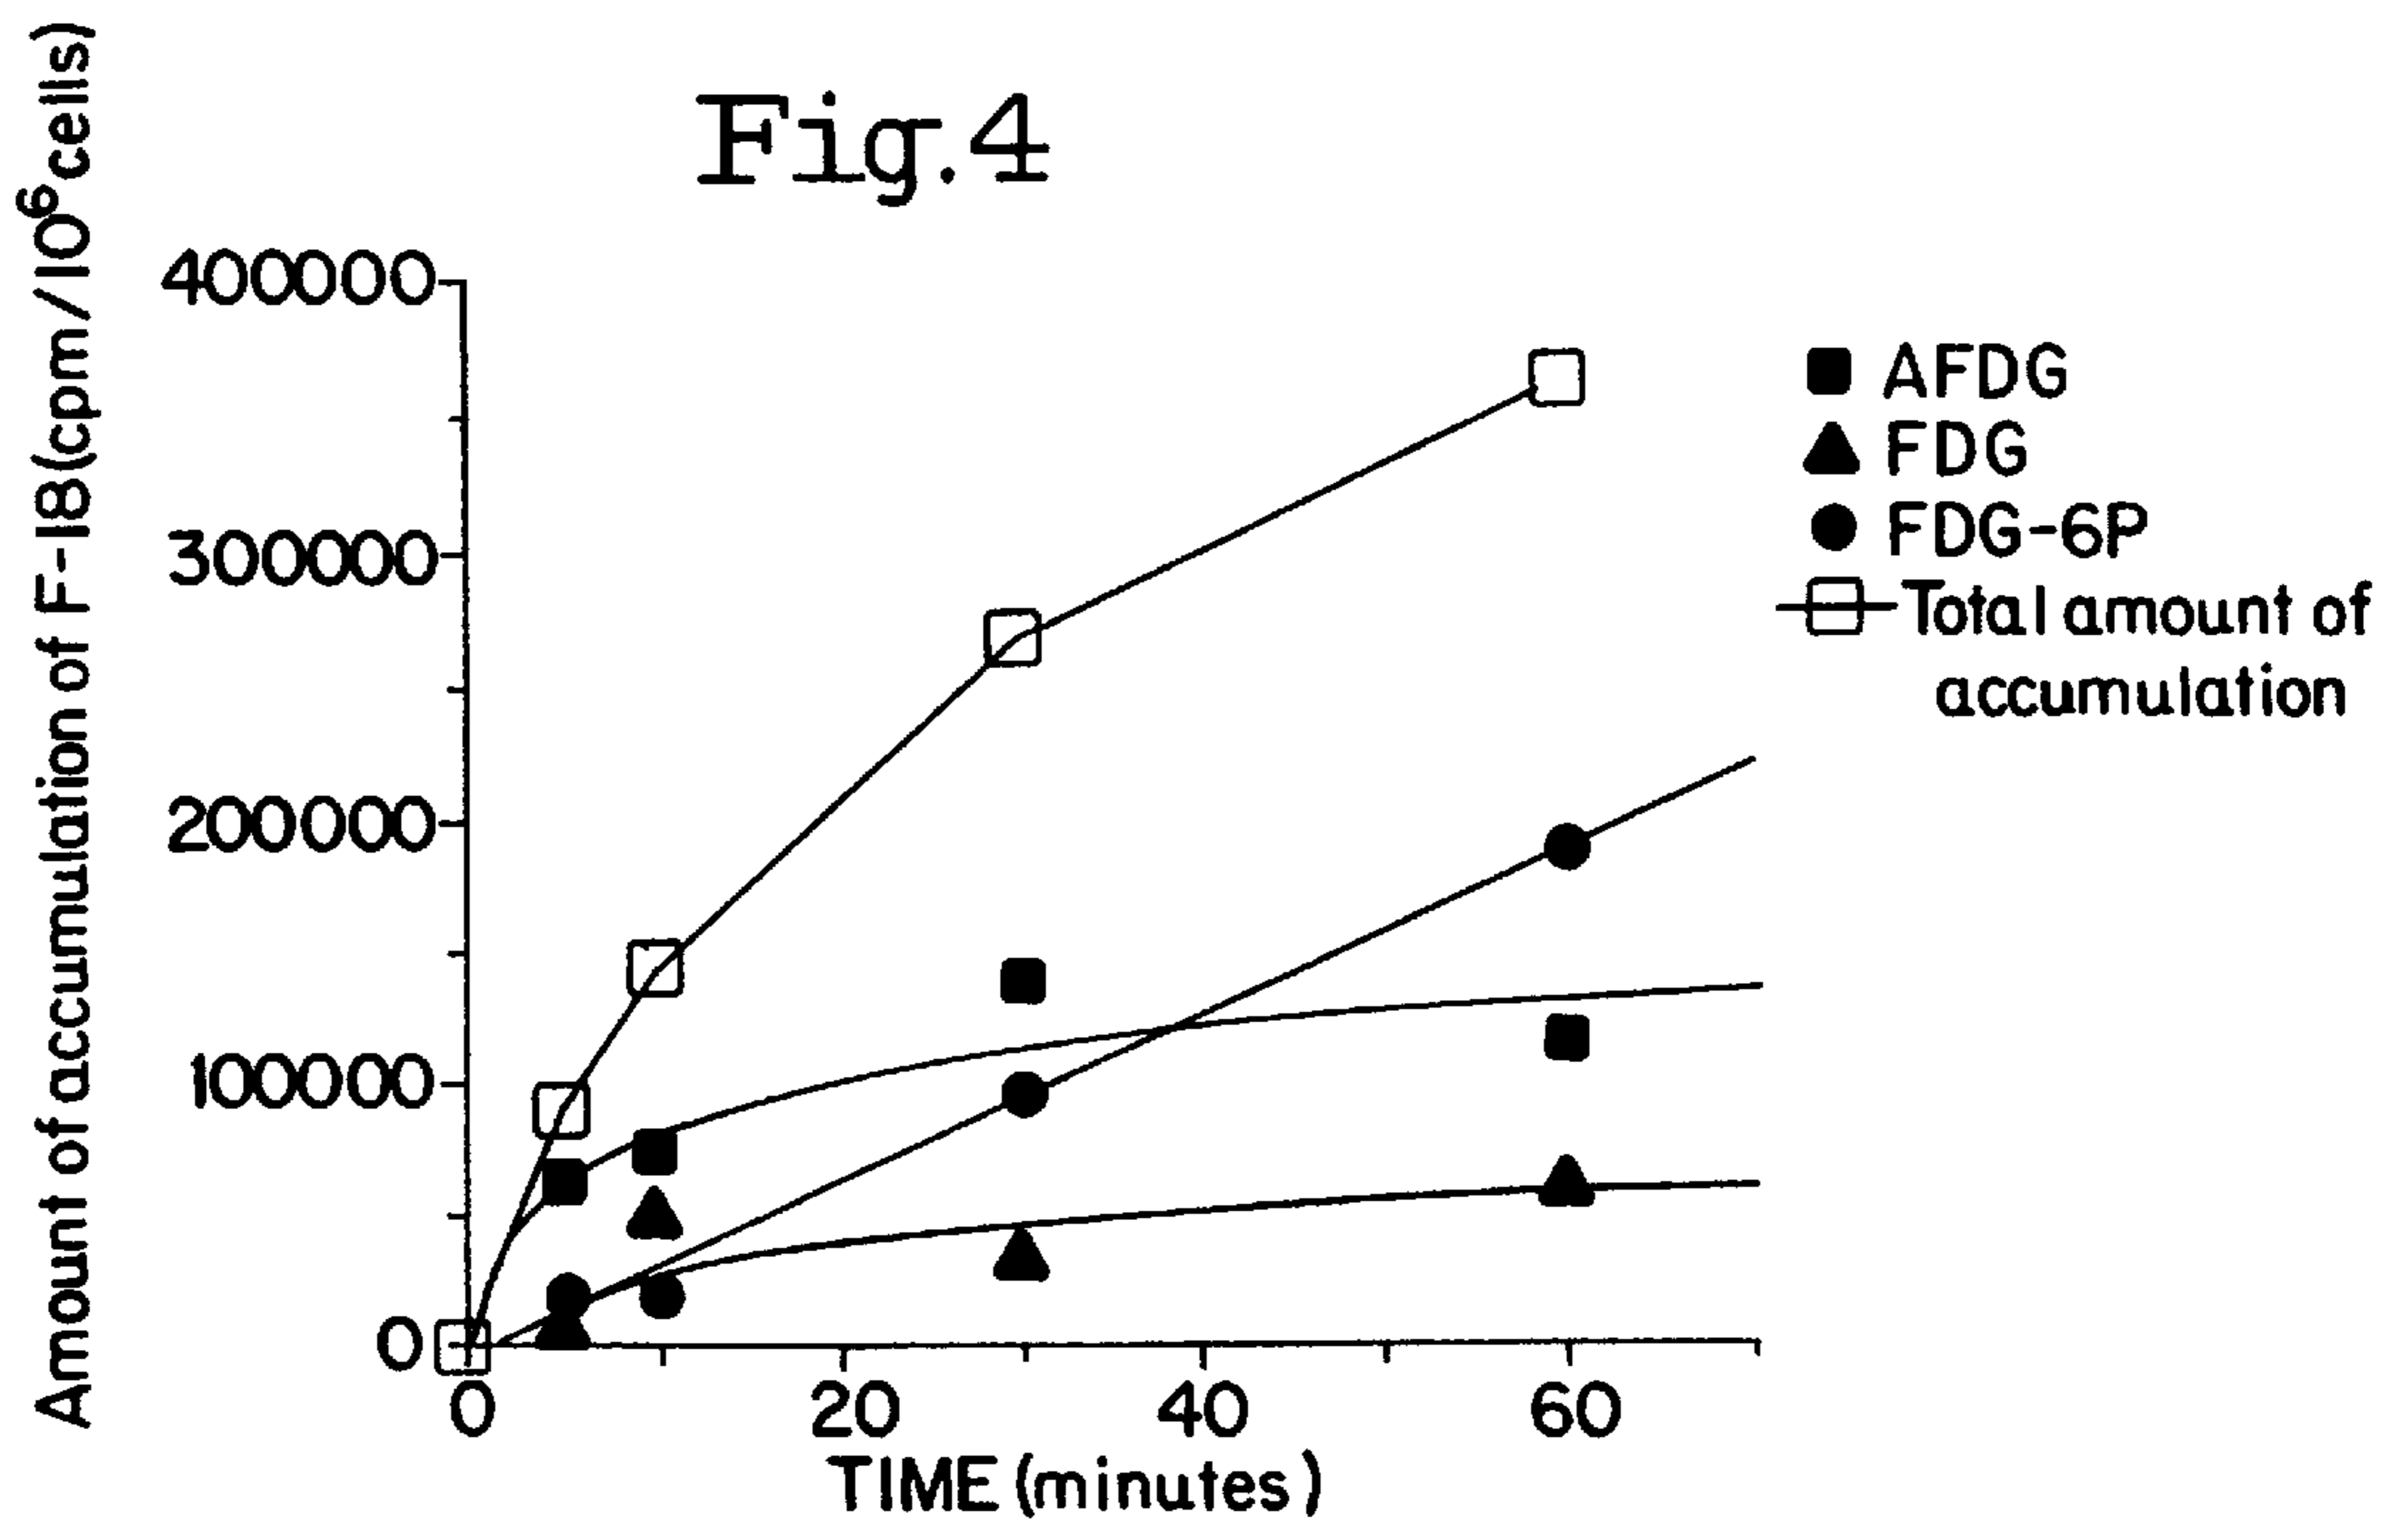 Fig.4
Amount of accumulation of F-18(cpm/10⁶cells)
400000
300000
200000
100000
0
0
20
40
60
TIME(minutes)
AFDG
FDG
FDG-6P
Total amount of
accumulation